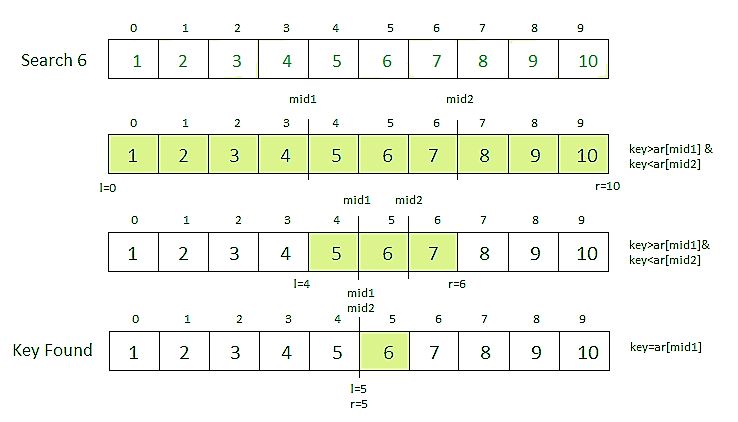 0 1 2 3 4 5 6 7 8 9
Search 6 1 2 3 4 5 6 7 8 9 10
mid1 mid2
0 1 2 3 4 5 6 7 8 9
1 2 3 4 5 6 7 8 9 10 key>ar[mid1] &
key<ar[mid2]
l=0 r=10
mid1 mid2
0 1 2 3 4 5 6 7 8 9
1 2 3 4 5 6 7 8 9 10 key>ar[mid1]&
key<ar[mid2]
l=4 r=6
mid1
mid2
0 1 2 3 4 5 6 7 8 9
Key Found 1 2 3 4 5 6 7 8 9 10 key=ar[mid1]
l=5
r=5